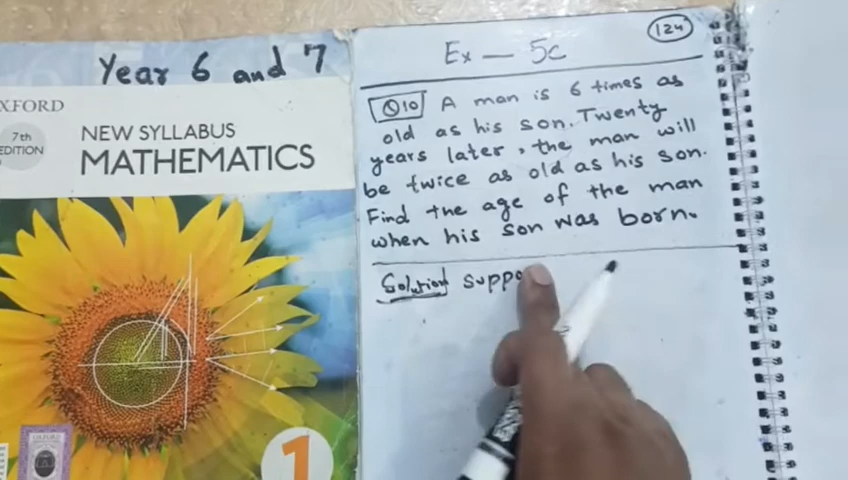 Year 6 and 7
OXFORD
7th
EDITION
NEW SYLLABUS
MATHEMATICS
1
124
Ex — 5c
Q10 A man is 6 times as
old as his son. Twenty
years later, the man will
be twice as old as his son.
Find the age of the man
when his son was born.
Solution suppo